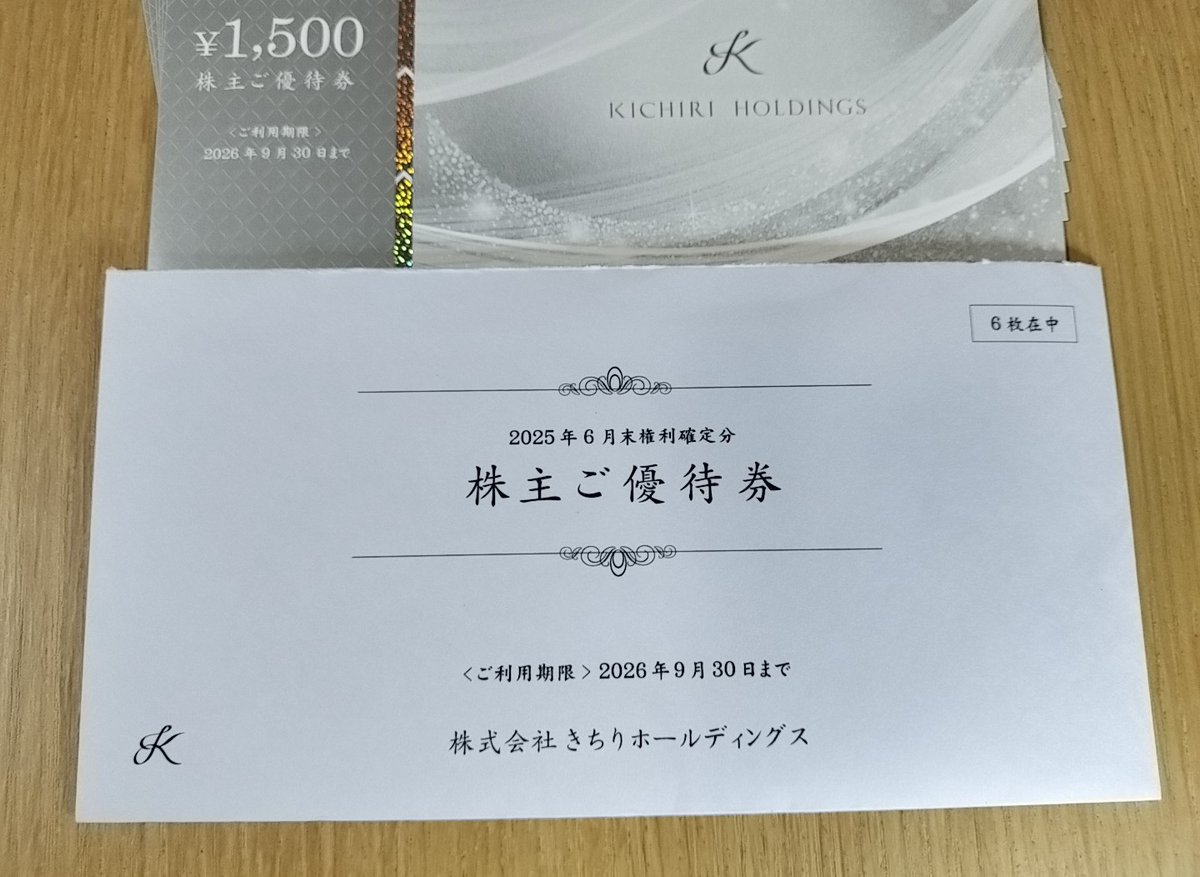 ¥1,500
株主ご優待券
<ご利用期限>
2026年9月30日まで
KICHIRI HOLDINGS
6枚在中
2025年6月末権利確定分
株主ご優待券
<ご利用期限>2026年9月30日まで
株式会社きちりホールディングス